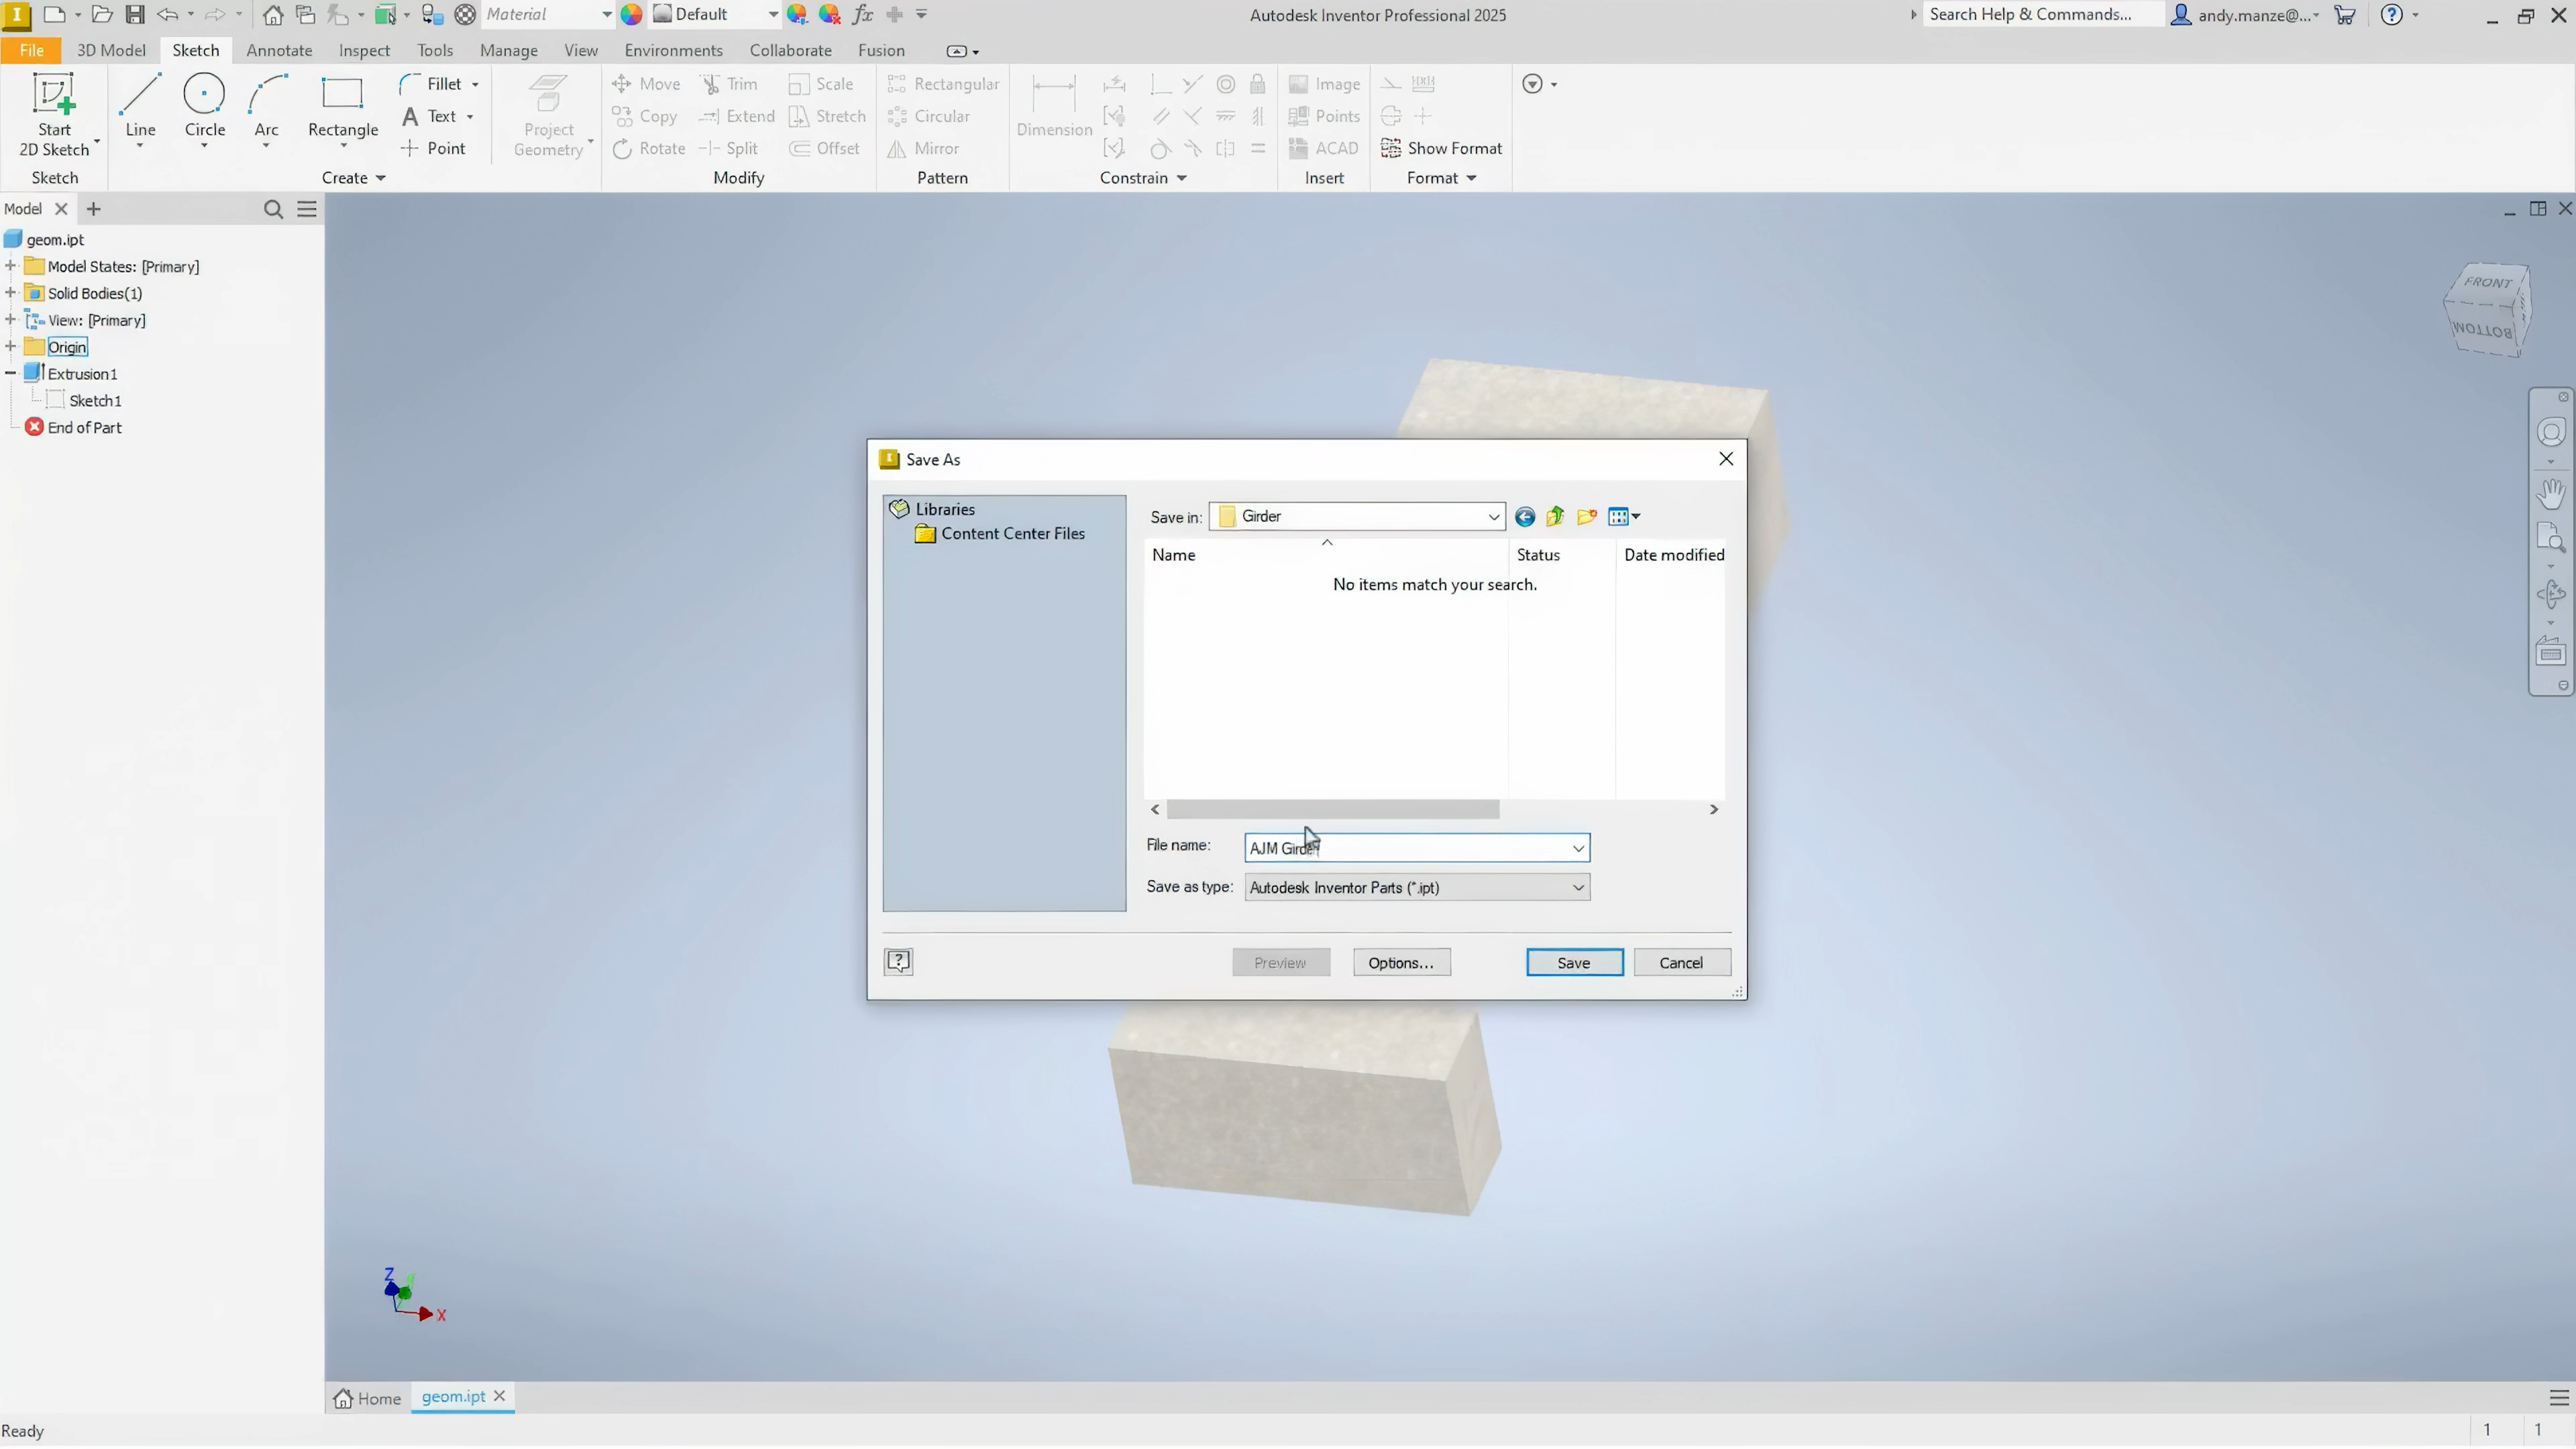 Material
Default
Autodesk Inventor Professional 2025
Search Help & Commands...
andy.manze@...
File
3D Model
Sketch
Annotate
Inspect
Tools
Manage
View
Environments
Collaborate
Fusion
Start
2D Sketch
Line
Circle
Arc
Rectangle
Fillet
Text
Point
Project
Geometry
Move
Copy
Rotate
Trim
Extend
Split
Scale
Stretch
Offset
Rectangular
Circular
Mirror
Dimension
Image
Points
ACAD
Show Format
Sketch
Create
Modify
Pattern
Constrain
Insert
Format
Model
geom.ipt
Model States: [Primary]
Solid Bodies(1)
View: [Primary]
Origin
Extrusion1
Sketch1
End of Part
FRONT
BOTTOM
Save As
Libraries
Content Center Files
Save in:
Girder
Name
Status
Date modified
No items match your search.
File name:
AJM Girder
Save as type:
Autodesk Inventor Parts (*.ipt)
Preview
Options...
Save
Cancel
Z
X
Home
geom.ipt
Ready
1
1